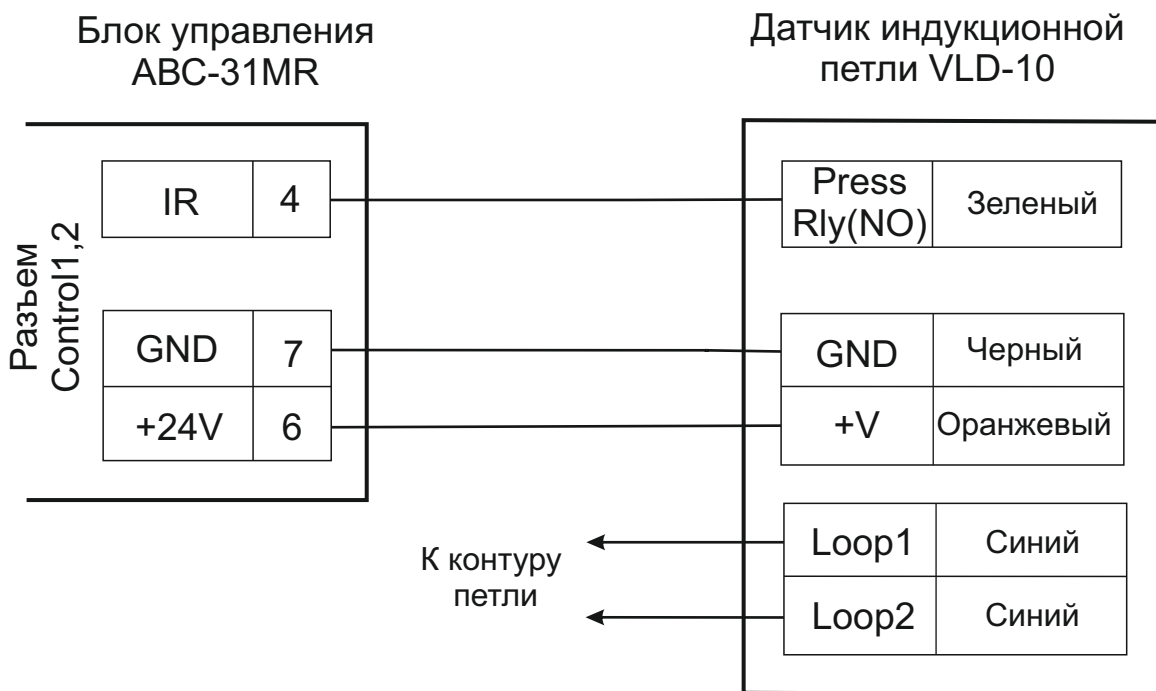 Блок управления
АВС-31MR
Датчик индукционной
петли VLD-10
Разъем
Control1,2
IR 4
GND 7
+24V 6
Press
Rly(NO)
Зеленый
GND Черный
+V Оранжевый
Loop1 Синий
Loop2 Синий
К контуру
петли